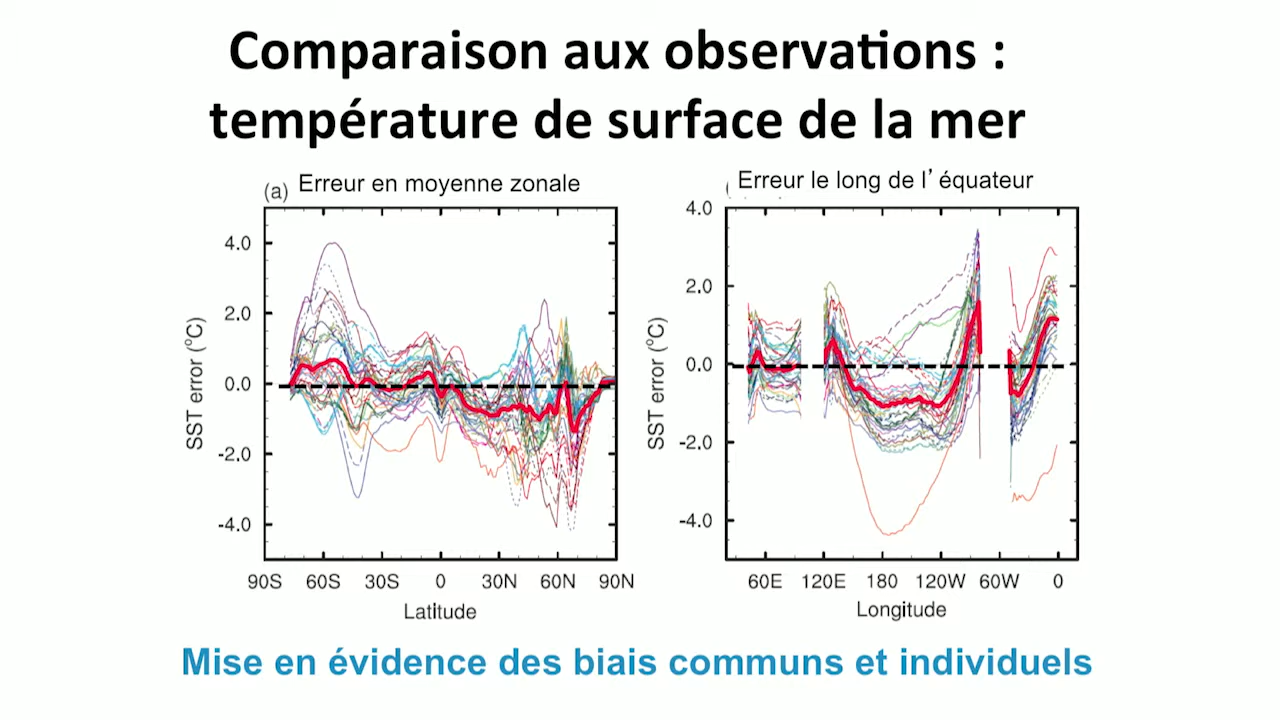 Comparaison aux observations :
température de surface de la mer
(a) Erreur en moyenne zonale
SST error (°C)
4.0
2.0
0.0
-2.0
-4.0
90S 60S 30S 0 30N 60N 90N
Latitude
Erreur le long de l’équateur
SST error (°C)
4.0
2.0
0.0
-2.0
-4.0
60E 120E 180 120W 60W 0
Longitude
Mise en évidence des biais communs et individuels